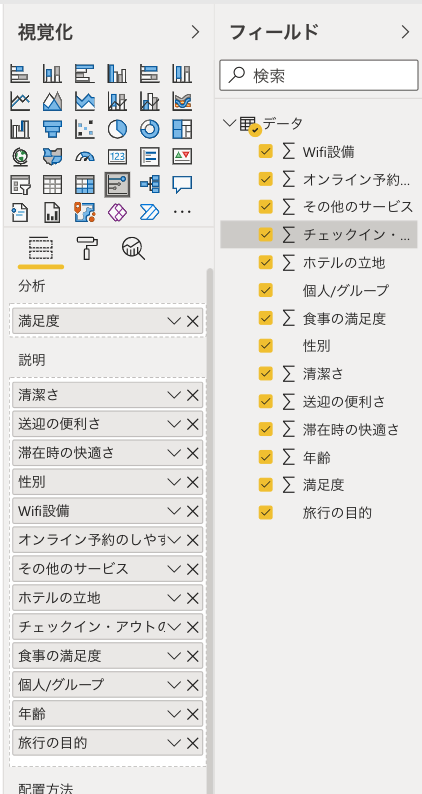 視覚化
分析
満足度
説明
清潔さ
送迎の便利さ
滞在時の快適さ
性別
Wifi設備
オンライン予約のしやす
その他のサービス
ホテルの立地
チェックイン・アウトの
食事の満足度
個人/グループ
年齢
旅行の目的
配置方法
フィールド
検索
データ
Wifi設備
オンライン予約...
その他のサービス
チェックイン・...
ホテルの立地
個人/グループ
食事の満足度
性別
清潔さ
送迎の便利さ
滞在時の快適さ
年齢
満足度
旅行の目的